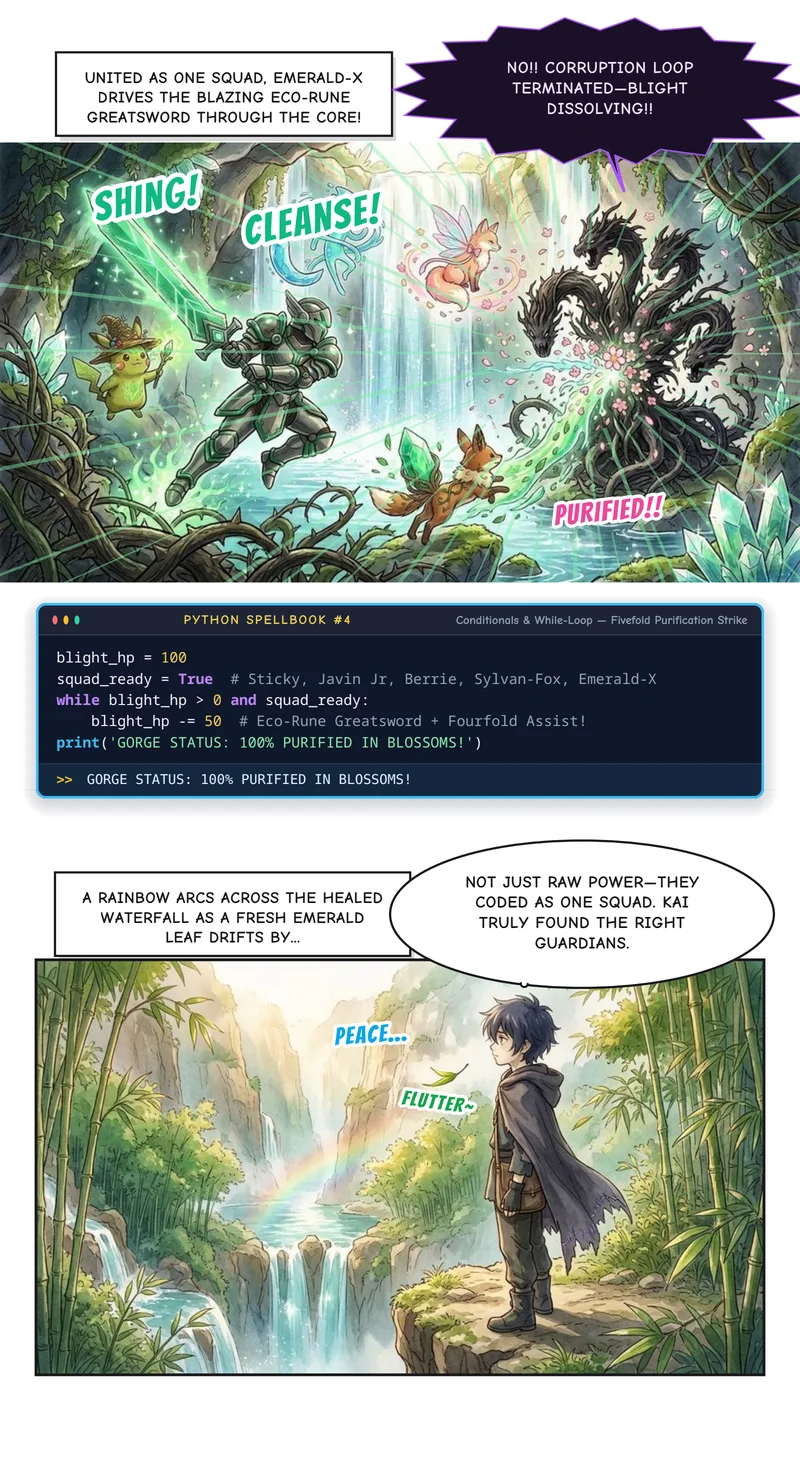 UNITED AS ONE SQUAD, EMERALD-X
DRIVES THE BLAZING ECO-RUNE
GREATSWORD THROUGH THE CORE!
NO!! CORRUPTION LOOP
TERMINATED—BLIGHT
DISSOLVING!!
SHING!
CLEANSE!
PURIFIED!!
PYTHON SPELLBOOK #4
Conditionals & While-Loop — Fivefold Purification Strike
blight_hp = 100
squad_ready = True  # Sticky, Javin Jr, Berrie, Sylvan-Fox, Emerald-X
while blight_hp > 0 and squad_ready:
    blight_hp -= 50  # Eco-Rune Greatsword + Fourfold Assist!
print('GORGE STATUS: 100% PURIFIED IN BLOSSOMS!')
>> GORGE STATUS: 100% PURIFIED IN BLOSSOMS!
A RAINBOW ARCS ACROSS THE HEALED
WATERFALL AS A FRESH EMERALD
LEAF DRIFTS BY...
NOT JUST RAW POWER—THEY
CODED AS ONE SQUAD. KAI
TRULY FOUND THE RIGHT
GUARDIANS.
PEACE...
FLUTTER~